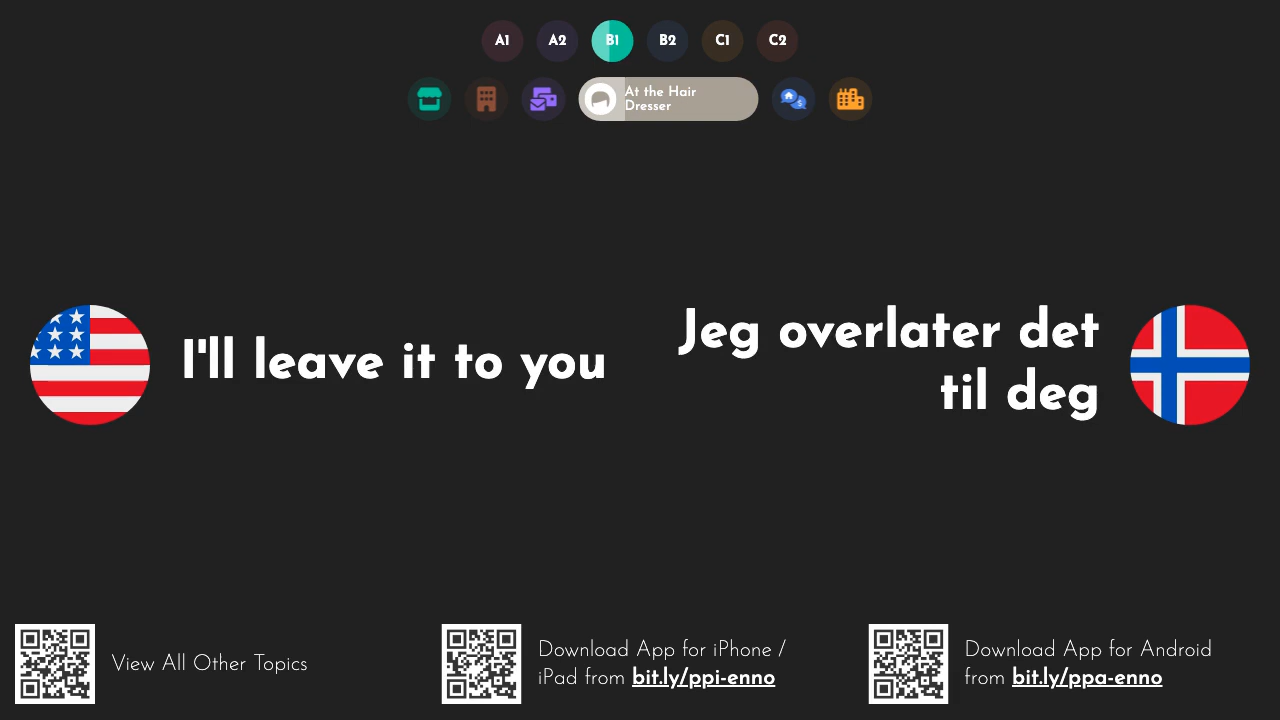 A1 A2 B1 B2 C1 C2
At the Hair
Dresser
I'll leave it to you
Jeg overlater det
til deg
View All Other Topics
Download App for iPhone /
iPad from bit.ly/ppi-enno
Download App for Android
from bit.ly/ppa-enno